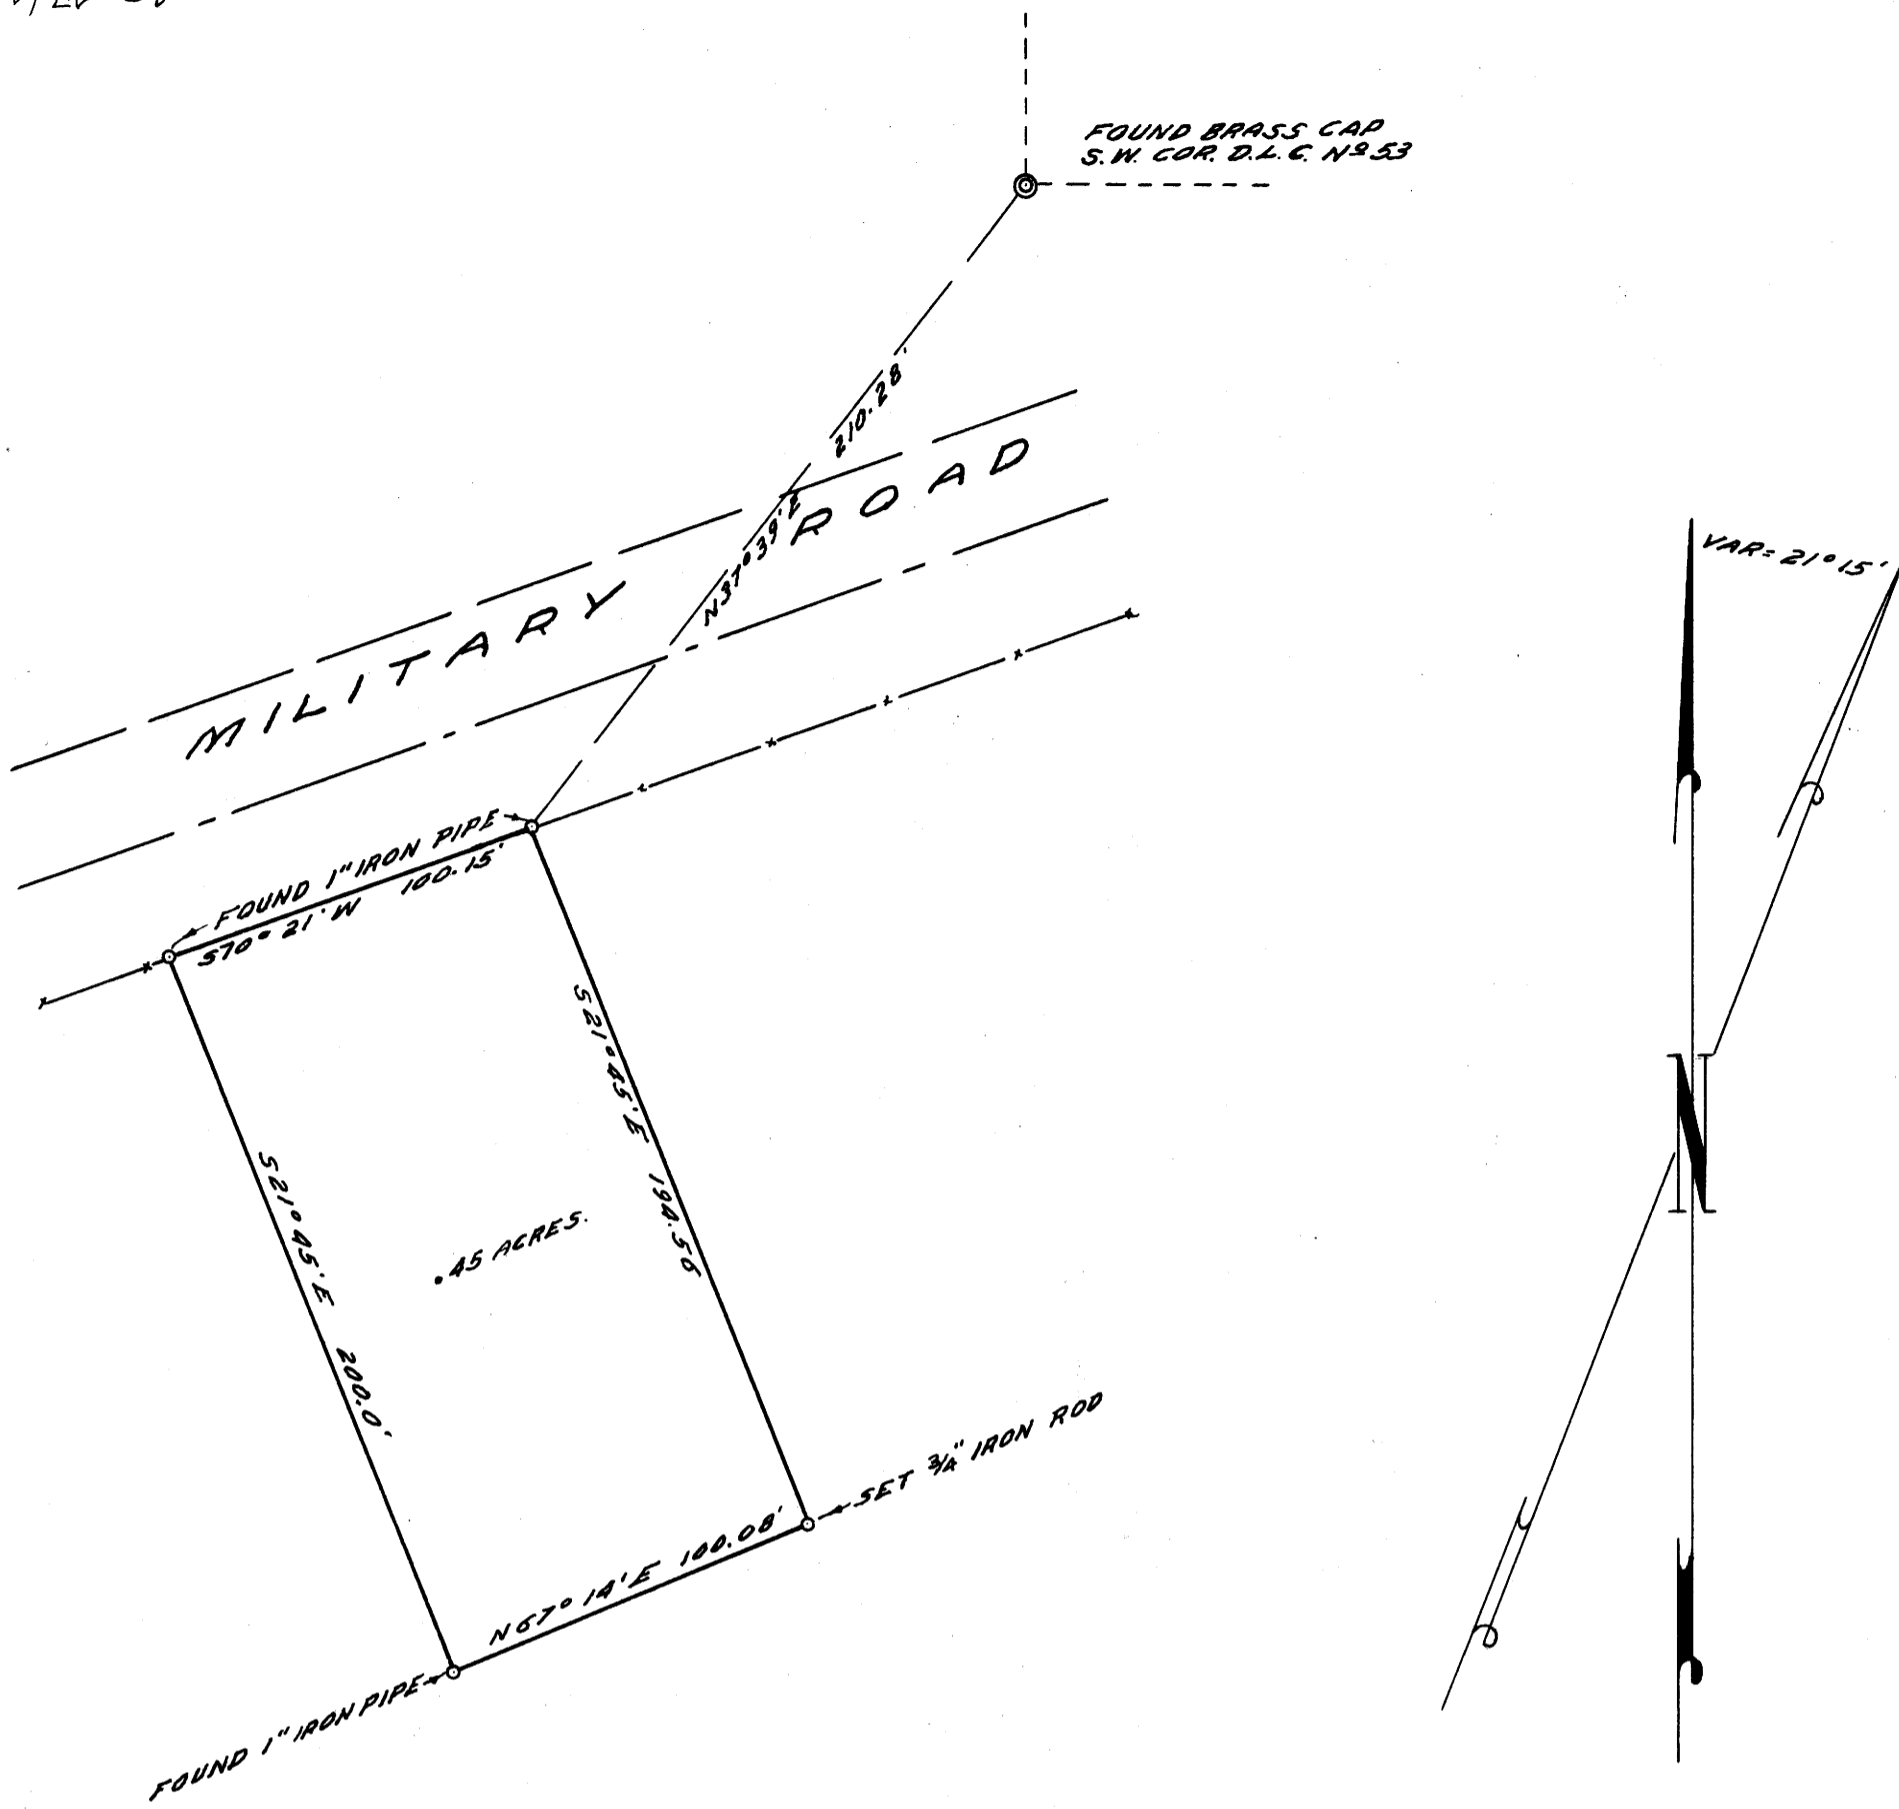 FOUND BRASS CAP
S.W. COR. D.L.C. Nº 53
210.28'
N37°39'E
MILITARY ROAD
VAR= 21°15'
FOUND 1" IRON PIPE
S70° 21' W 100.15'
S21°45'E 194.50
S21°45'E 200.0'
.45 ACRES.
SET 3/4" IRON ROD
N67° 14' E 100.08'
FOUND 1" IRON PIPE
N